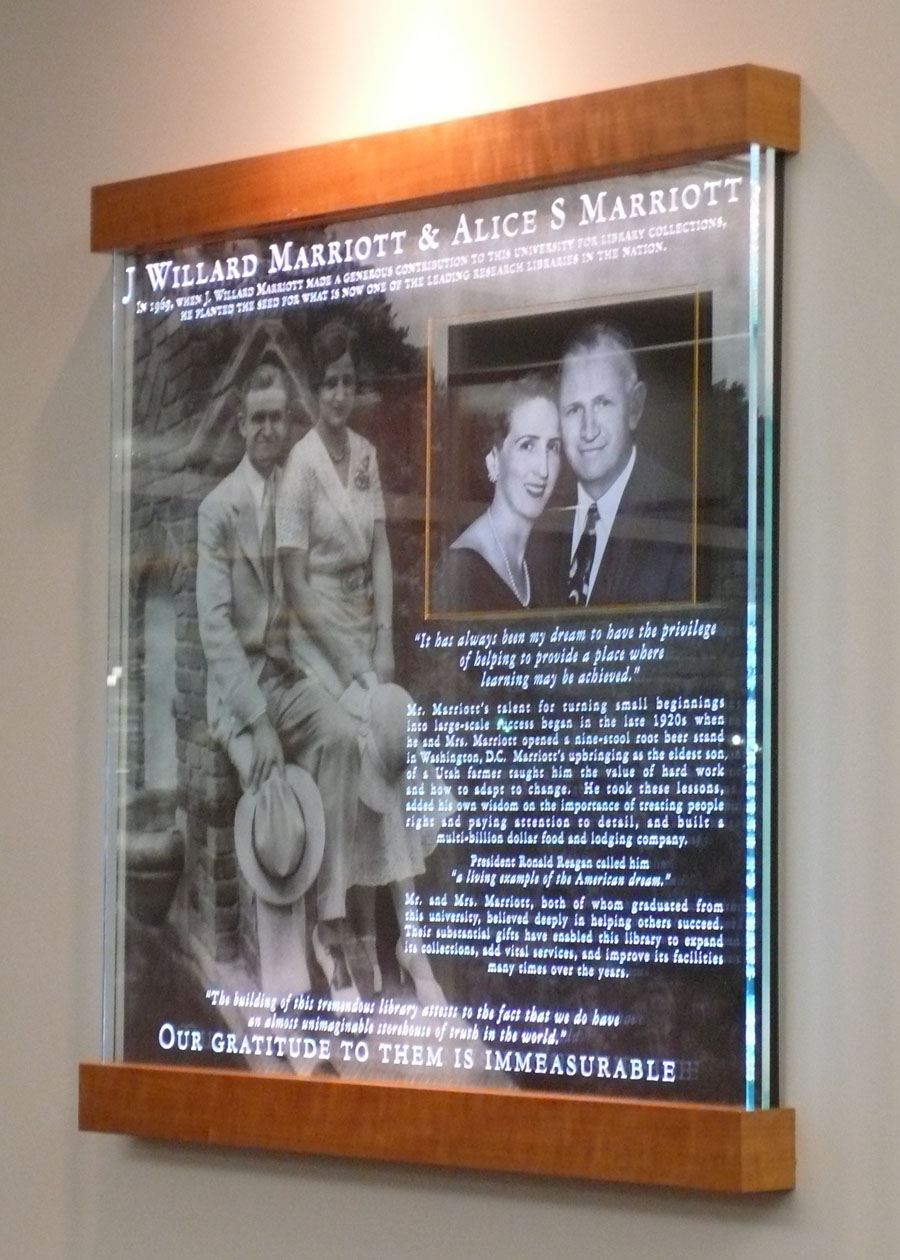 J WILLARD MARRIOTT & ALICE S MARRIOTT
IN 1969, WHEN J. WILLARD MARRIOTT MADE A GENEROUS CONTRIBUTION TO THIS UNIVERSITY FOR LIBRARY COLLECTIONS,
HE PLANTED THE SEED FOR WHAT IS NOW ONE OF THE LEADING RESEARCH LIBRARIES IN THE NATION.
"It has always been my dream to have the privilege
of helping to provide a place where
learning may be achieved."
Mr. Marriott's talent for turning small beginnings
into large-scale success began in the late 1920s when
he and Mrs. Marriott opened a nine-stool root beer stand
in Washington, D.C. Marriott's upbringing as the eldest son,
of a Utah farmer taught him the value of hard work
and how to adapt to change. He took these lessons,
added his own wisdom on the importance of treating people
right and paying attention to detail, and built a
multi-billion dollar food and lodging company.
President Ronald Reagan called him
"a living example of the American dream."
Mr. and Mrs. Marriott, both of whom graduated from
this university, believed deeply in helping others succeed.
Their substantial gifts have enabled this library to expand
its collections, add vital services, and improve its facilities
many times over the years.
"The building of this tremendous library attests to the fact that we do have
an almost unimaginable storehouse of truth in the world."
OUR GRATITUDE TO THEM IS IMMEASURABLE